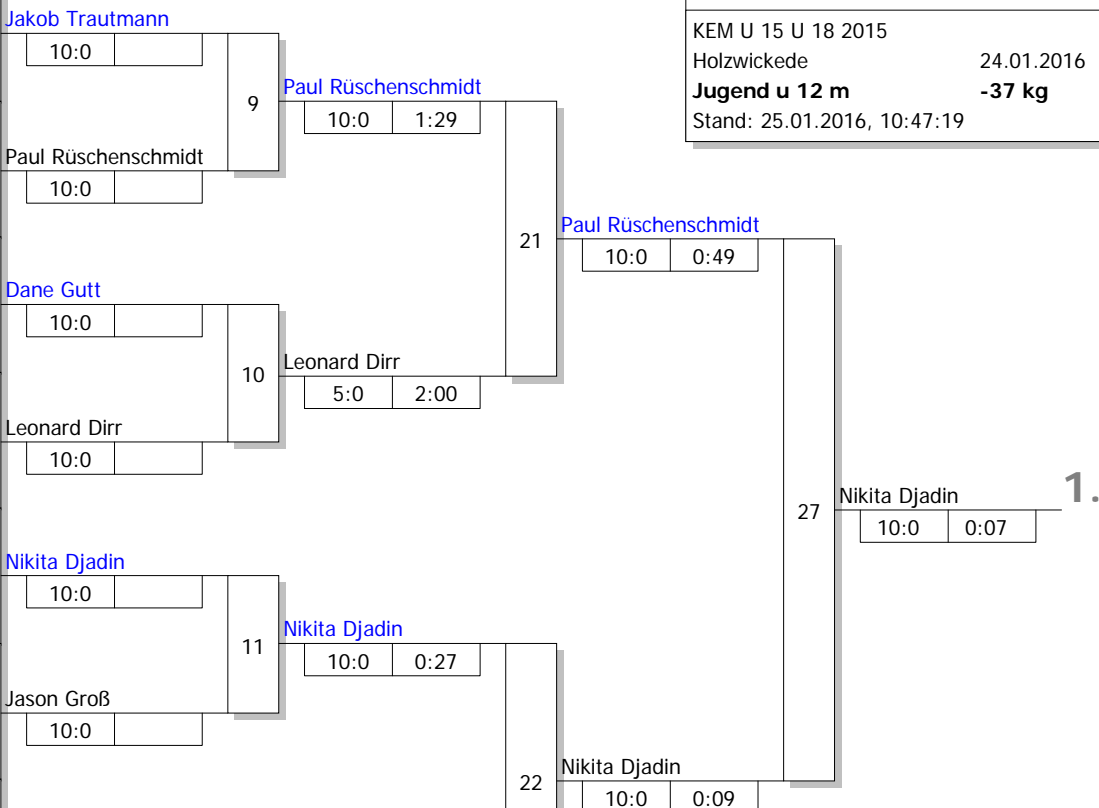 KEM U 15 U 18 2015
Holzwickede 24.01.2016
Jugend u 12 m -37 kg
Stand: 25.01.2016, 10:47:19
Jakob Trautmann
10:0
9
Paul Rüschenschmidt
10:0 1:29
Paul Rüschenschmidt
10:0
21
Paul Rüschenschmidt
10:0 0:49
Dane Gutt
10:0
10
Leonard Dirr
5:0 2:00
Leonard Dirr
10:0
27
Nikita Djadin 1.
10:0 0:07
Nikita Djadin
10:0
11
Nikita Djadin
10:0 0:27
Jason Groß
10:0
22
Nikita Djadin
10:0 0:09